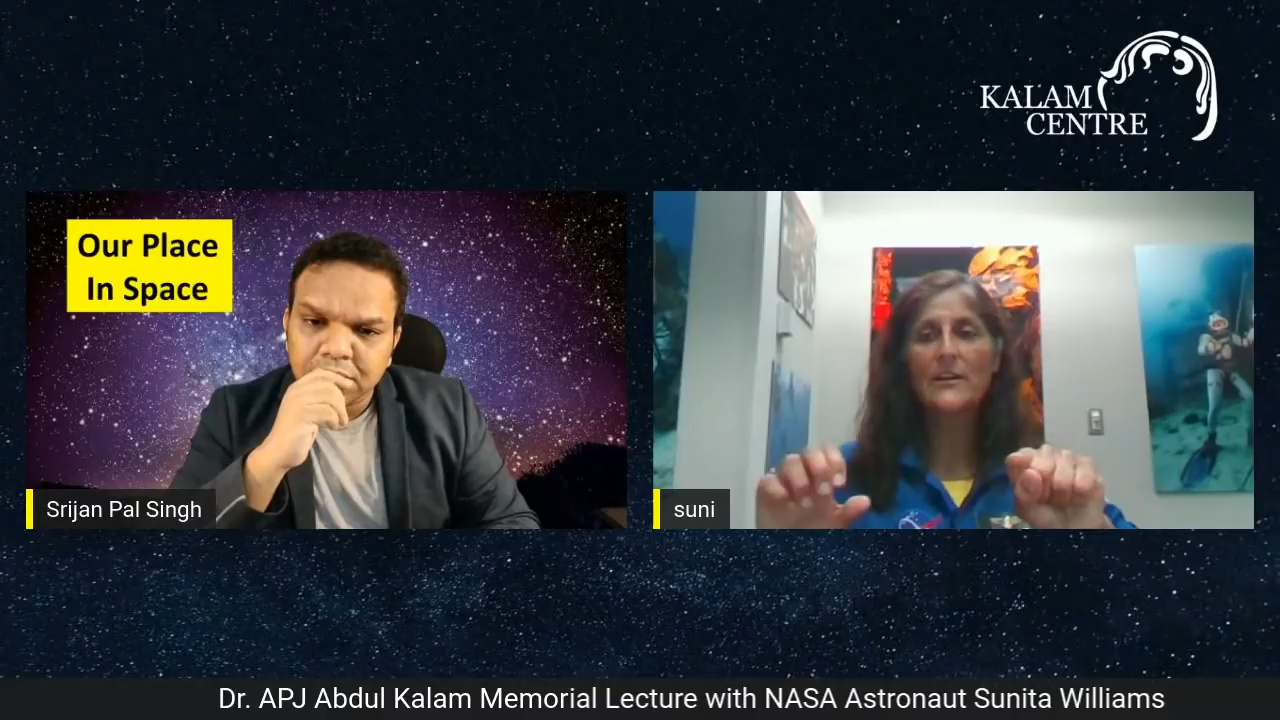 KALAM
CENTRE
Our Place
In Space
Srijan Pal Singh
suni
Dr. APJ Abdul Kalam Memorial Lecture with NASA Astronaut Sunita Williams